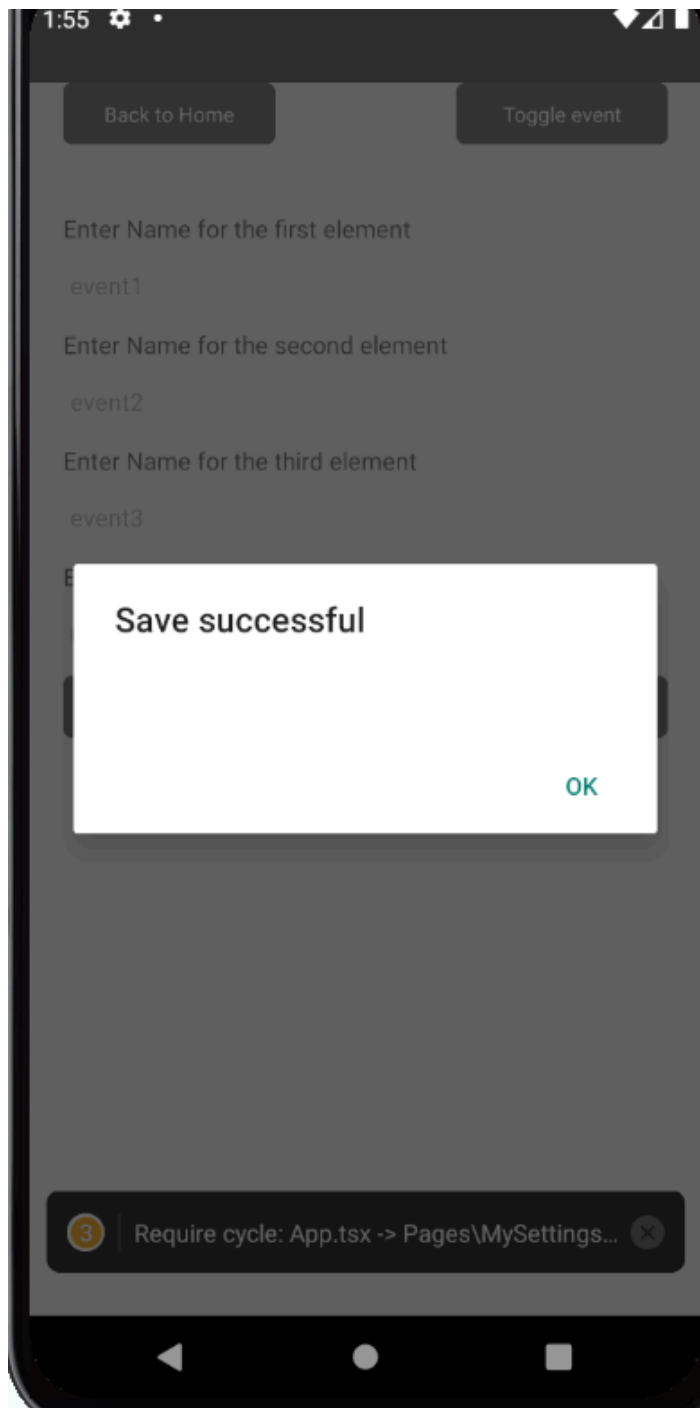 1:55
Back to Home
Toggle event
Enter Name for the first element
event1
Enter Name for the second element
event2
Enter Name for the third element
event3
E
Save successful
OK
3
Require cycle: App.tsx -> Pages\MySettings...